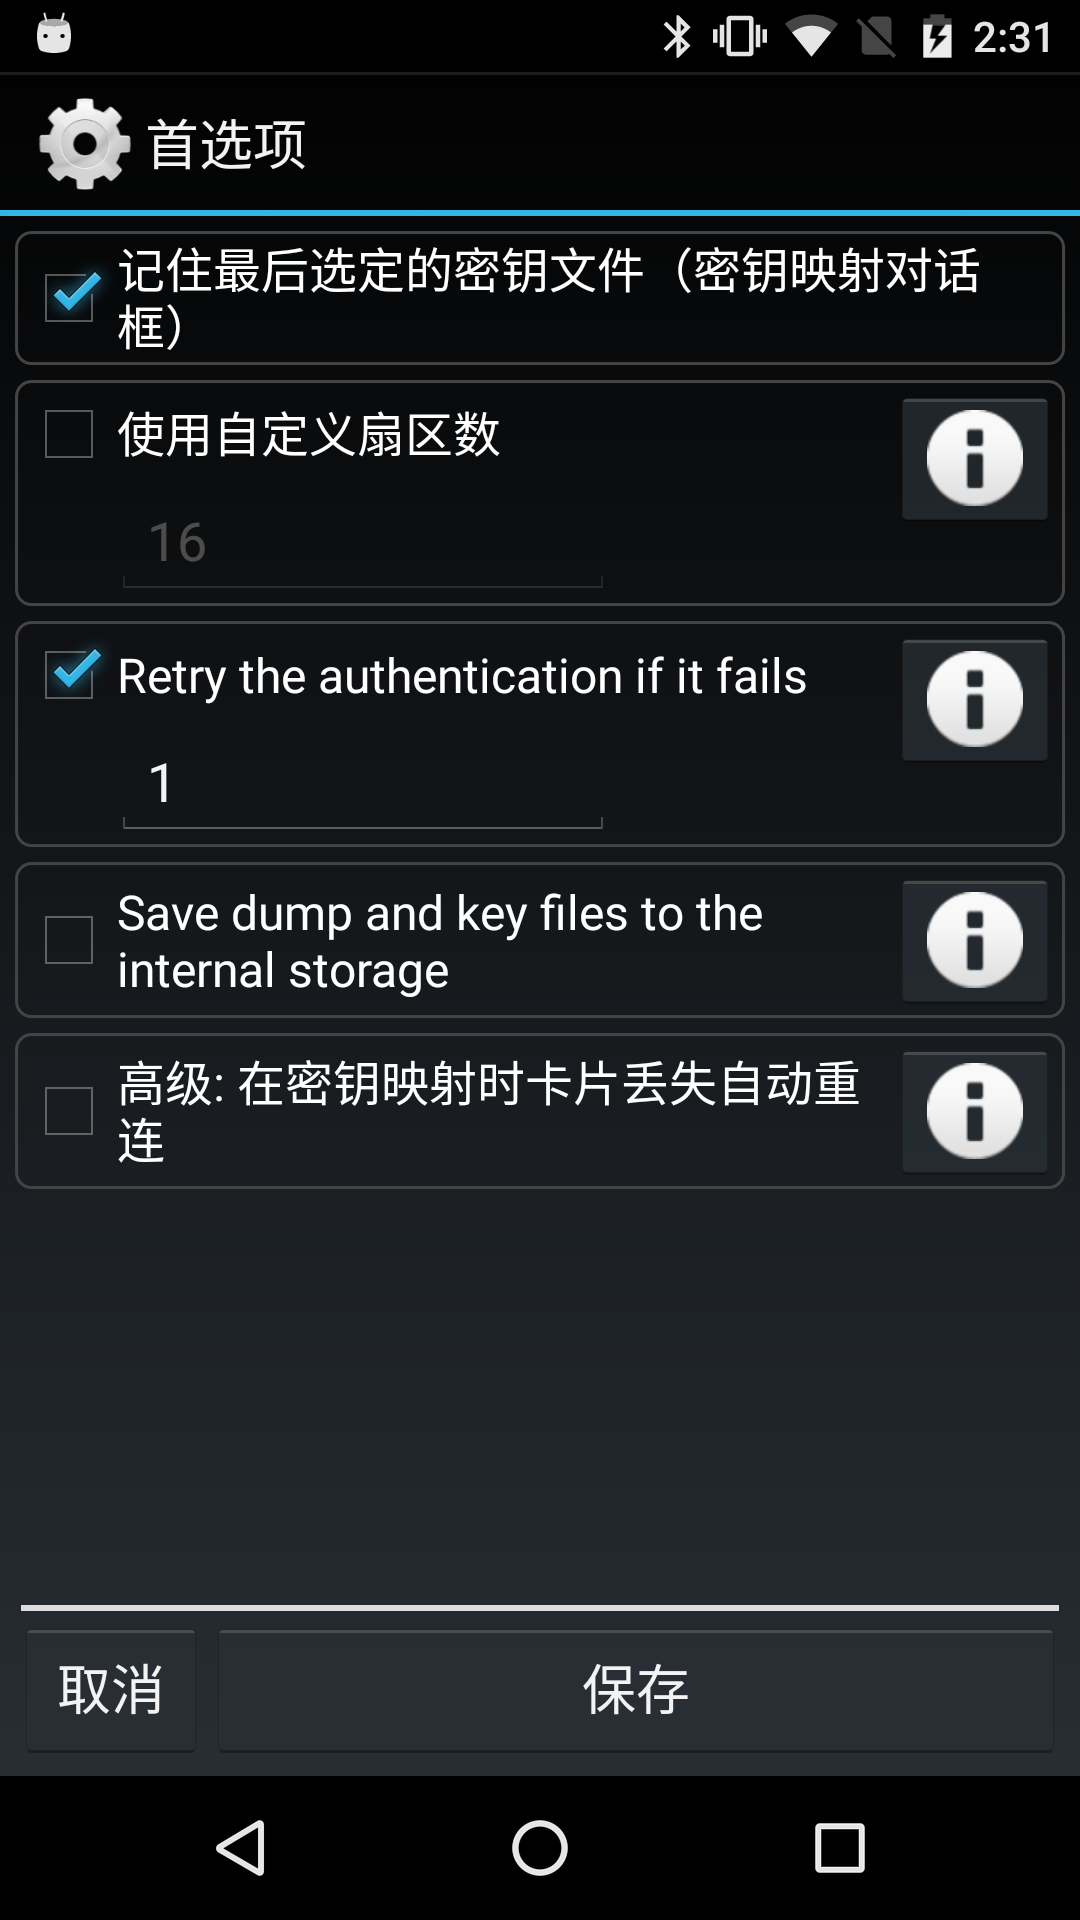 2:31
首选项
记住最后选定的密钥文件（密钥映射对话
框）
使用自定义扇区数
16
Retry the authentication if it fails
1
Save dump and key files to the
internal storage
高级: 在密钥映射时卡片丢失自动重
连
取消
保存